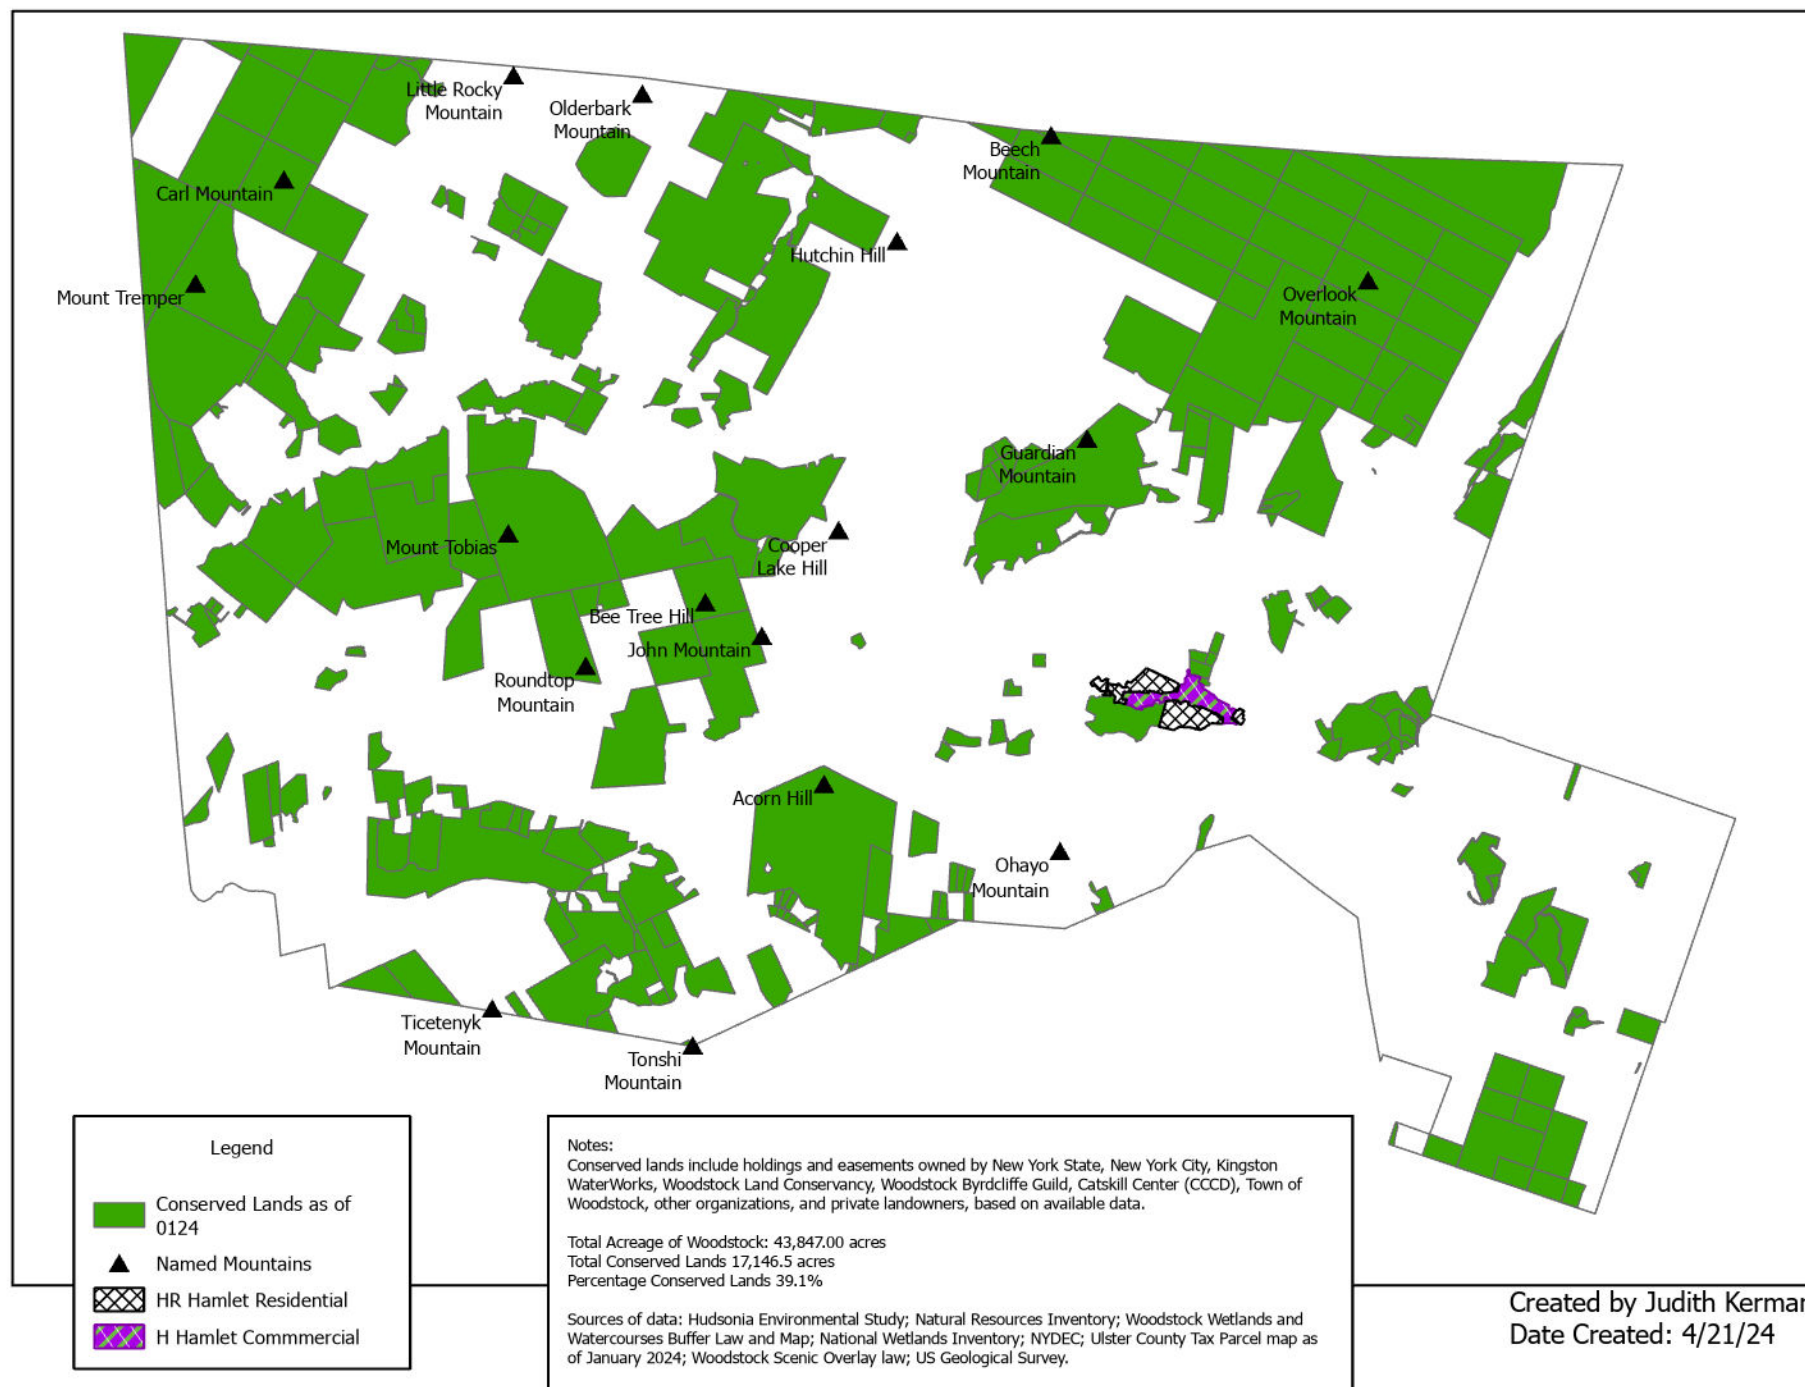 Little Rocky
Mountain
Olderbark
Mountain
Beech
Mountain
Carl Mountain
Hutchin Hill
Mount Tremper
Overlook
Mountain
Guardian
Mountain
Mount Tobias
Cooper
Lake Hill
Bee Tree Hill
John Mountain
Roundtop
Mountain
Acorn Hill
Ohayo
Mountain
Ticetenyk
Mountain
Tonshi
Mountain
Legend
Conserved Lands as of
0124
Named Mountains
HR Hamlet Residential
H Hamlet Commmercial
Notes:
Conserved lands include holdings and easements owned by New York State, New York City, Kingston
WaterWorks, Woodstock Land Conservancy, Woodstock Byrdcliffe Guild, Catskill Center (CCCD), Town of
Woodstock, other organizations, and private landowners, based on available data.
Total Acreage of Woodstock: 43,847.00 acres
Total Conserved Lands 17,146.5 acres
Percentage Conserved Lands 39.1%
Sources of data: Hudsonia Environmental Study; Natural Resources Inventory; Woodstock Wetlands and
Watercourses Buffer Law and Map; National Wetlands Inventory; NYDEC; Ulster County Tax Parcel map as
of January 2024; Woodstock Scenic Overlay law; US Geological Survey.
Created by Judith Kerman
Date Created: 4/21/24